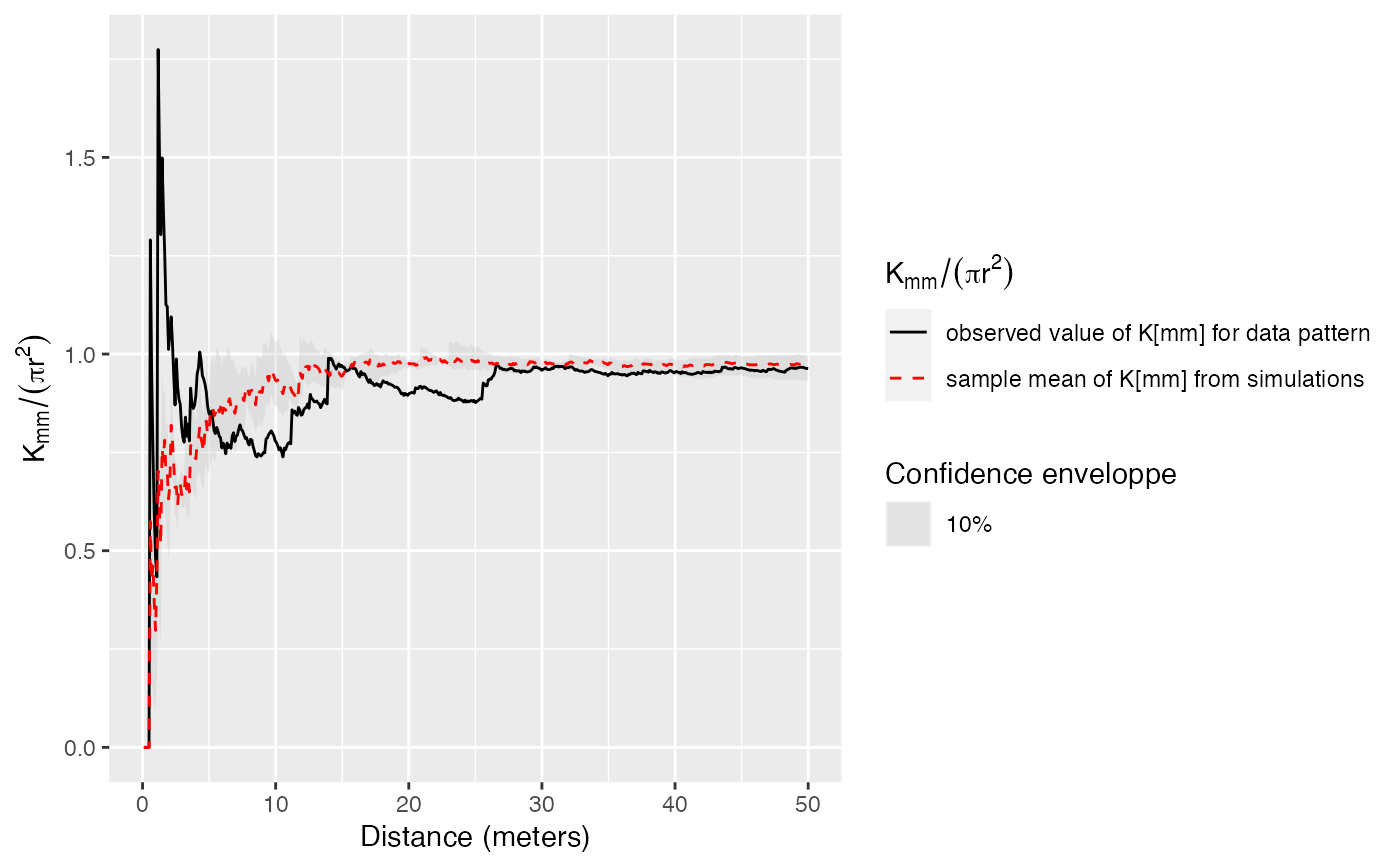 1.5
1.0
0.5
0.0
0 10 20 30 40 50
Distance (meters)
Kmm/(πr²)
Kmm/(πr²)
observed value of K[mm] for data pattern
sample mean of K[mm] from simulations
Confidence enveloppe
10%